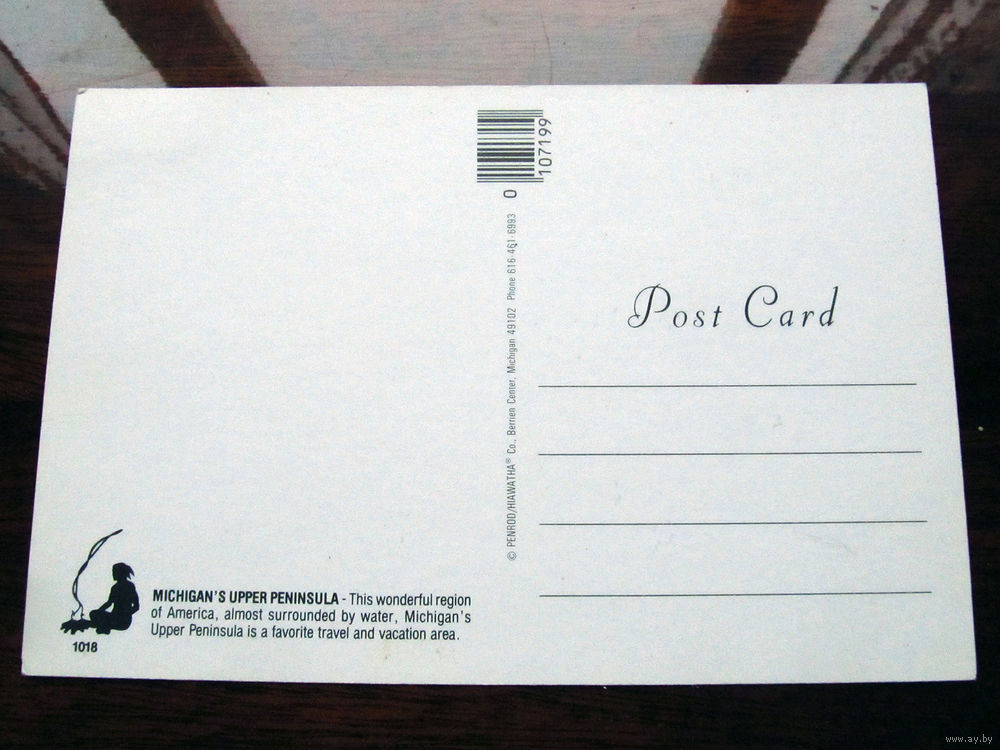 0 107199
© PENROD/HIAWATHA® Co., Berrien Center, Michigan 49102 Phone 616-461-6993
Post Card
MICHIGAN'S UPPER PENINSULA - This wonderful region
of America, almost surrounded by water, Michigan's
Upper Peninsula is a favorite travel and vacation area.
1018
www.ay.by